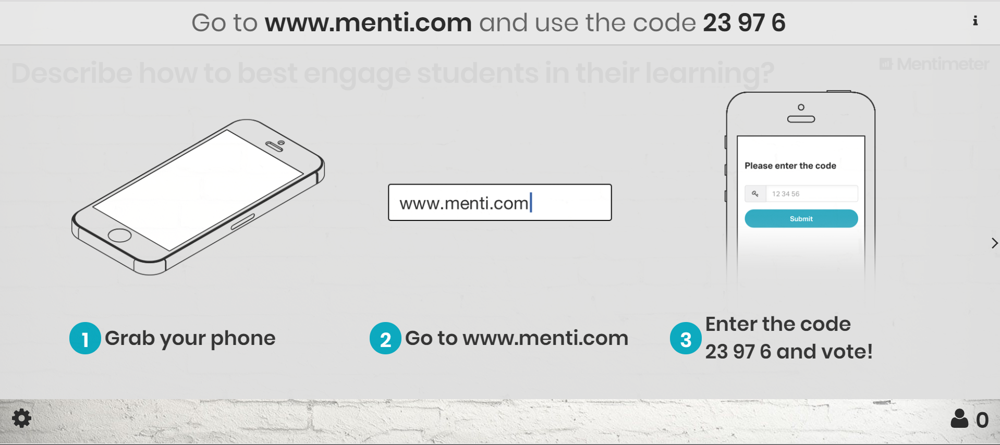 Go to www.menti.com and use the code 23 97 6
Describe how to best engage students in their learning?
Mentimeter
Please enter the code
www.menti.com
12 34 56
Submit
1 Grab your phone
2 Go to www.menti.com
3 Enter the code
23 97 6 and vote!
0